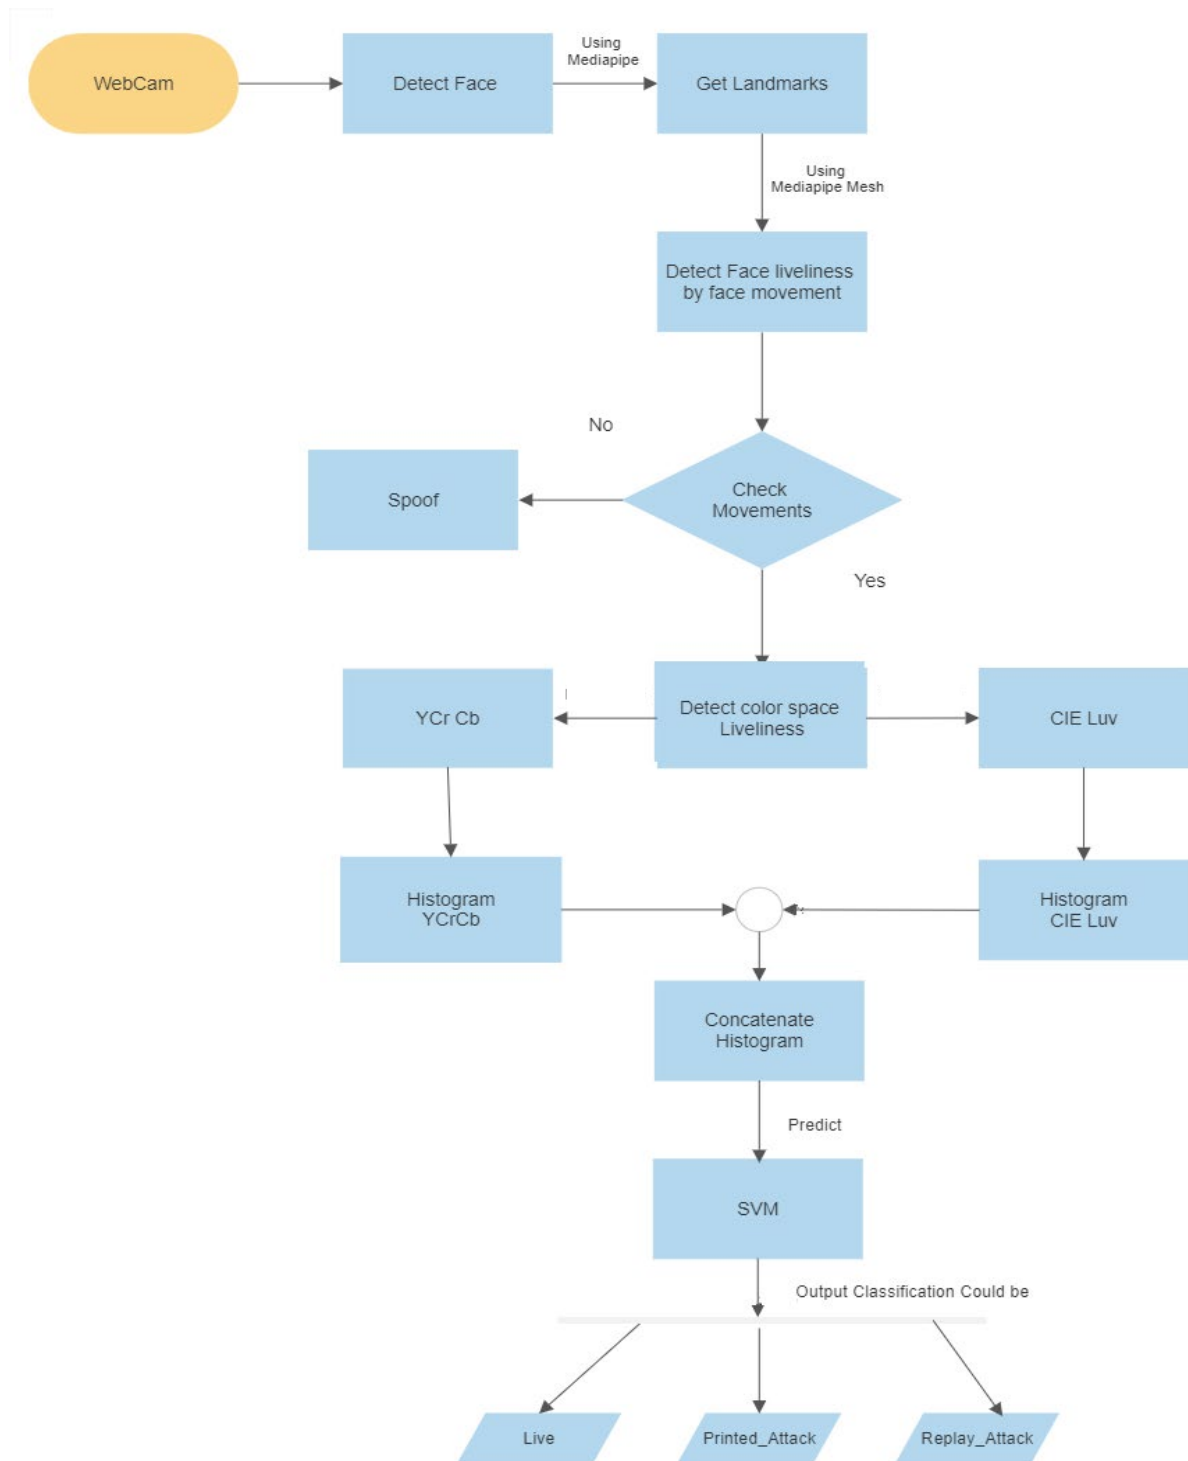 WebCam
Detect Face
Using
Mediapipe
Get Landmarks
Using
Mediapipe Mesh
Detect Face liveliness
by face movement
No
Spoof
Check
Movements
Yes
YCr Cb
Detect color space
Liveliness
CIE Luv
Histogram
YCrCb
Histogram
CIE Luv
Concatenate
Histogram
Predict
SVM
Output Classification Could be
Live
Printed_Attack
Replay_Attack